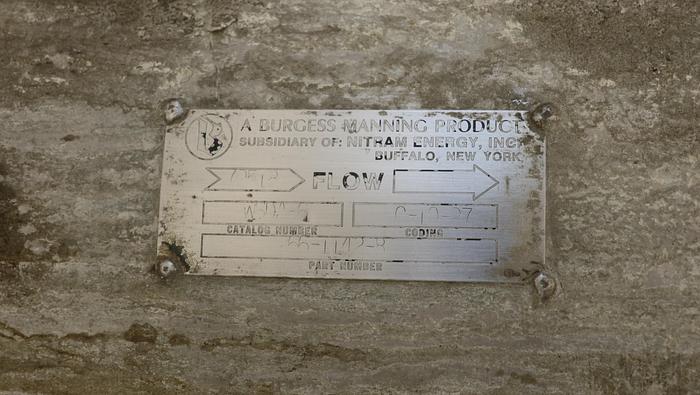 A BURGESS MANNING PRODUCT
SUBSIDIARY OF: NITRAM ENERGY, INC.
BUFFALO, NEW YORK
FLOW
CATALOG NUMBER CODING
PART NUMBER